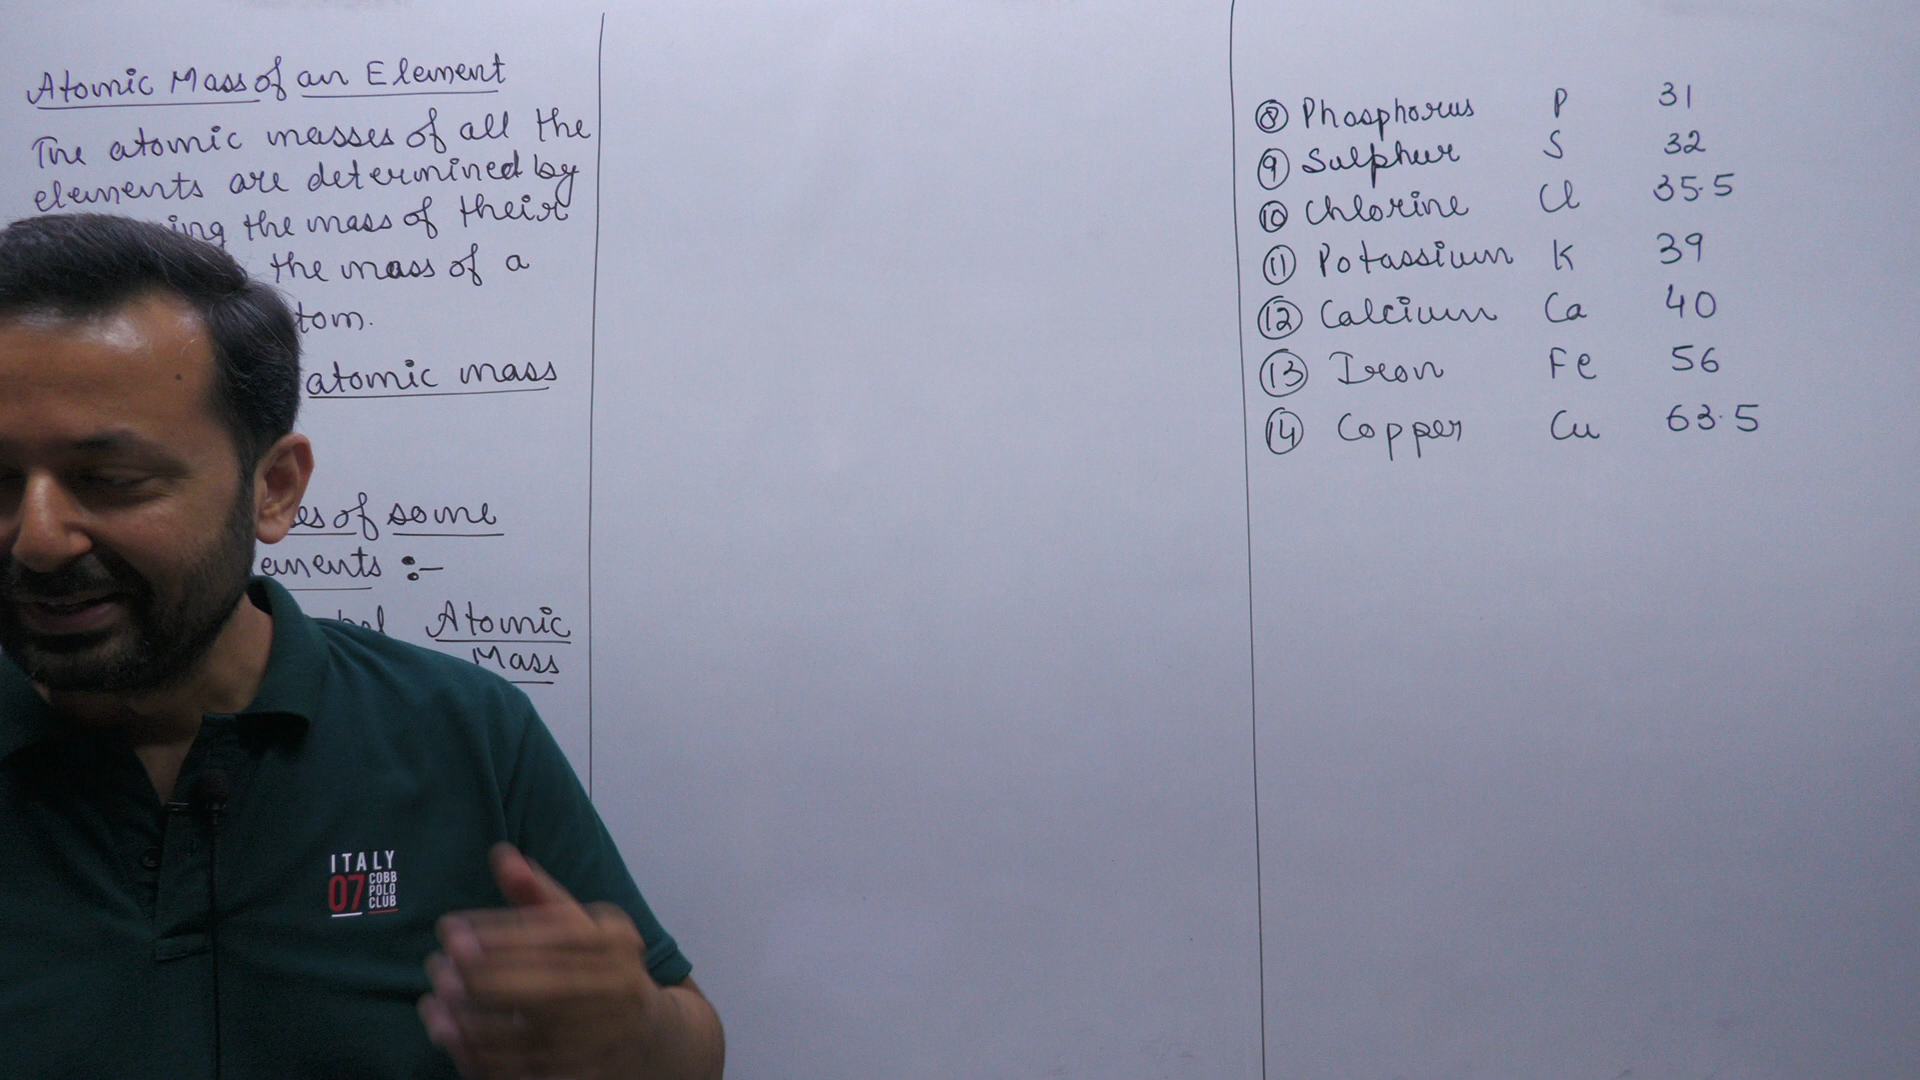 Atomic Mass of an Element
The atomic masses of all the
elements are determined by
ing the mass of their
the mass of a
tom.
atomic mass
es of some
ements :-
bol Atomic
Mass
⑧ Phosphorus P 31
⑨ Sulphur S 32
⑩ Chlorine Cl 35.5
⑪ Potassium K 39
⑫ Calcium Ca 40
⑬ Iron Fe 56
⑭ Copper Cu 63.5
ITALY
07 COBB
POLO
CLUB